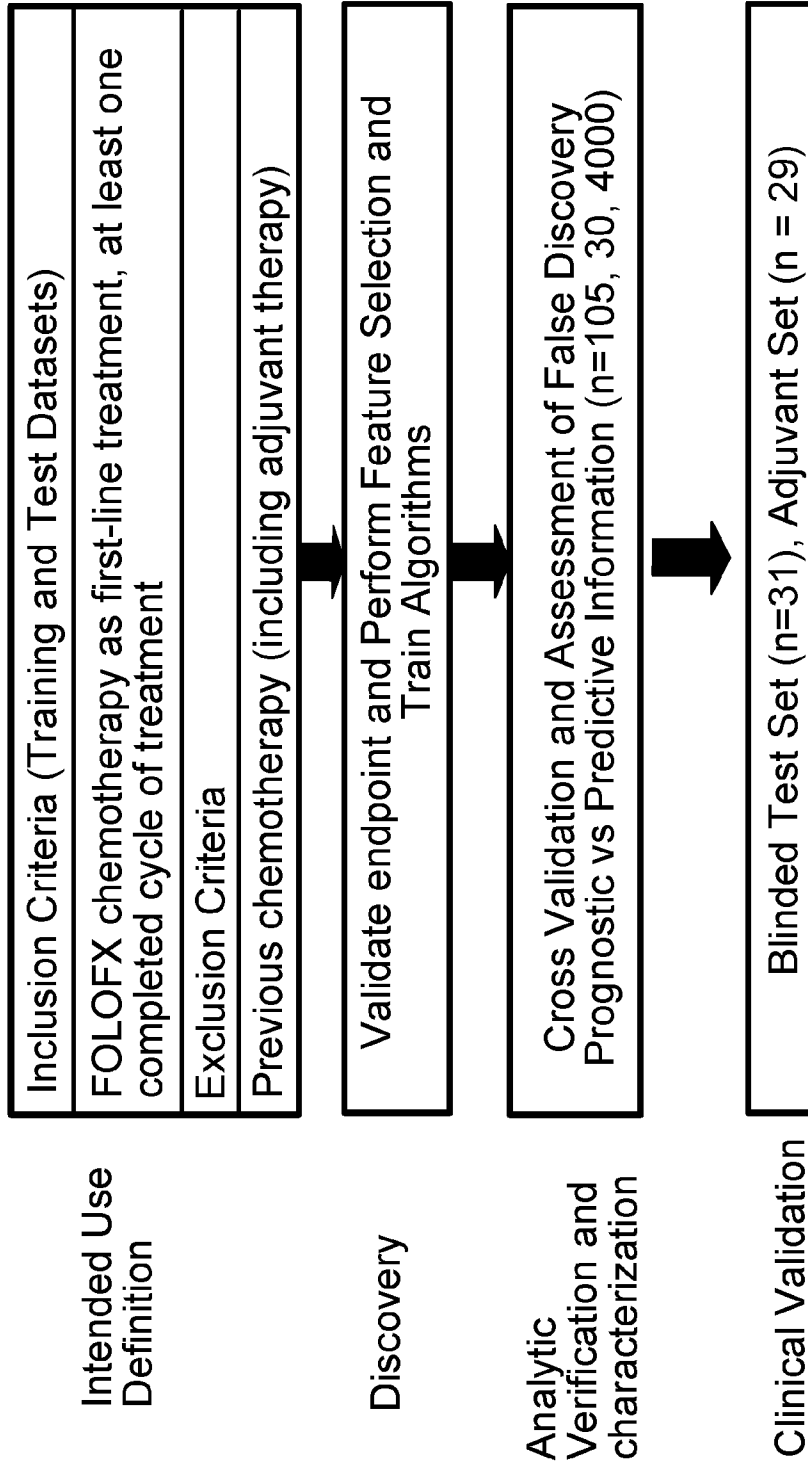 Intended Use
Definition
Inclusion Criteria (Training and Test Datasets)
FOLOFX chemotherapy as first-line treatment, at least one
completed cycle of treatment
Exclusion Criteria
Previous chemotherapy (including adjuvant therapy)
Discovery
Validate endpoint and Perform Feature Selection and
Train Algorithms
Analytic
Verification and
characterization
Cross Validation and Assessment of False Discovery
Prognostic vs Predictive Information (n=105, 30, 4000)
Clinical Validation
Blinded Test Set (n=31), Adjuvant Set (n = 29)